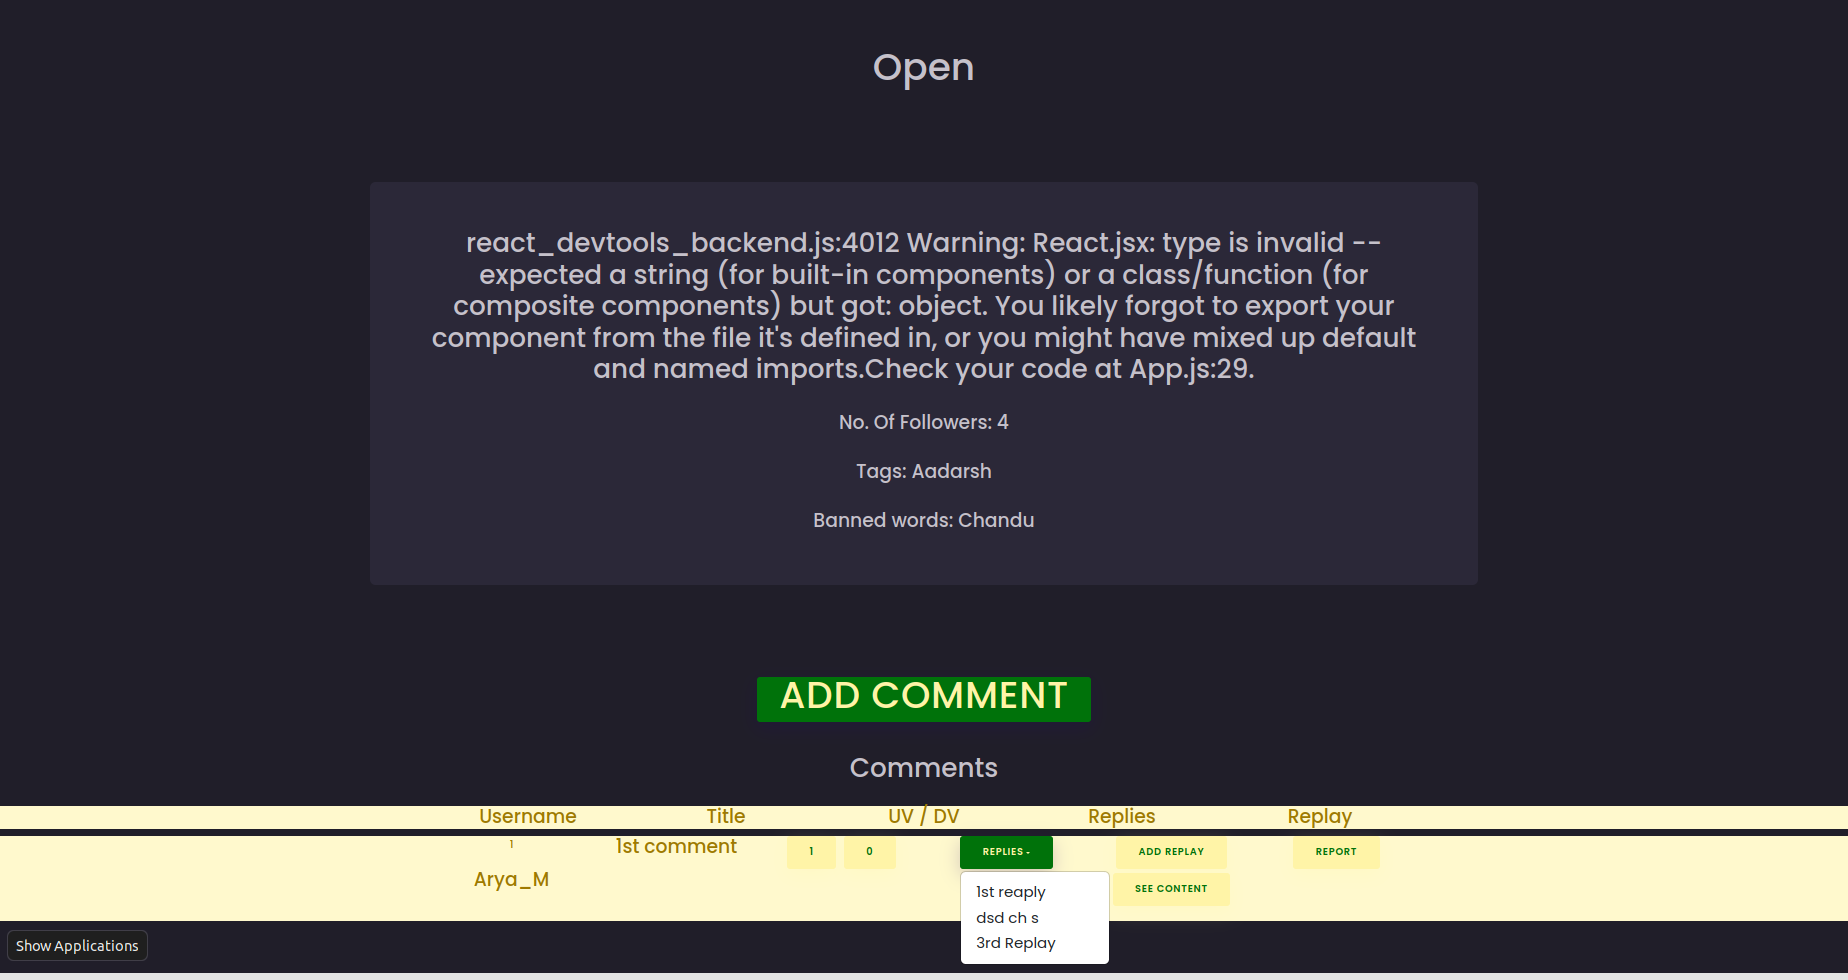 Open
react_devtools_backend.js:4012 Warning: React.jsx: type is invalid --
expected a string (for built-in components) or a class/function (for
composite components) but got: object. You likely forgot to export your
component from the file it's defined in, or you might have mixed up default
and named imports.Check your code at App.js:29.
No. Of Followers: 4
Tags: Aadarsh
Banned words: Chandu
ADD COMMENT
Comments
Username Title UV / DV Replies Replay
1 1st comment 1 0 REPLIES ADD REPLAY REPORT
Arya_M SEE CONTENT
1st reaply
dsd ch s
3rd Replay
Show Applications